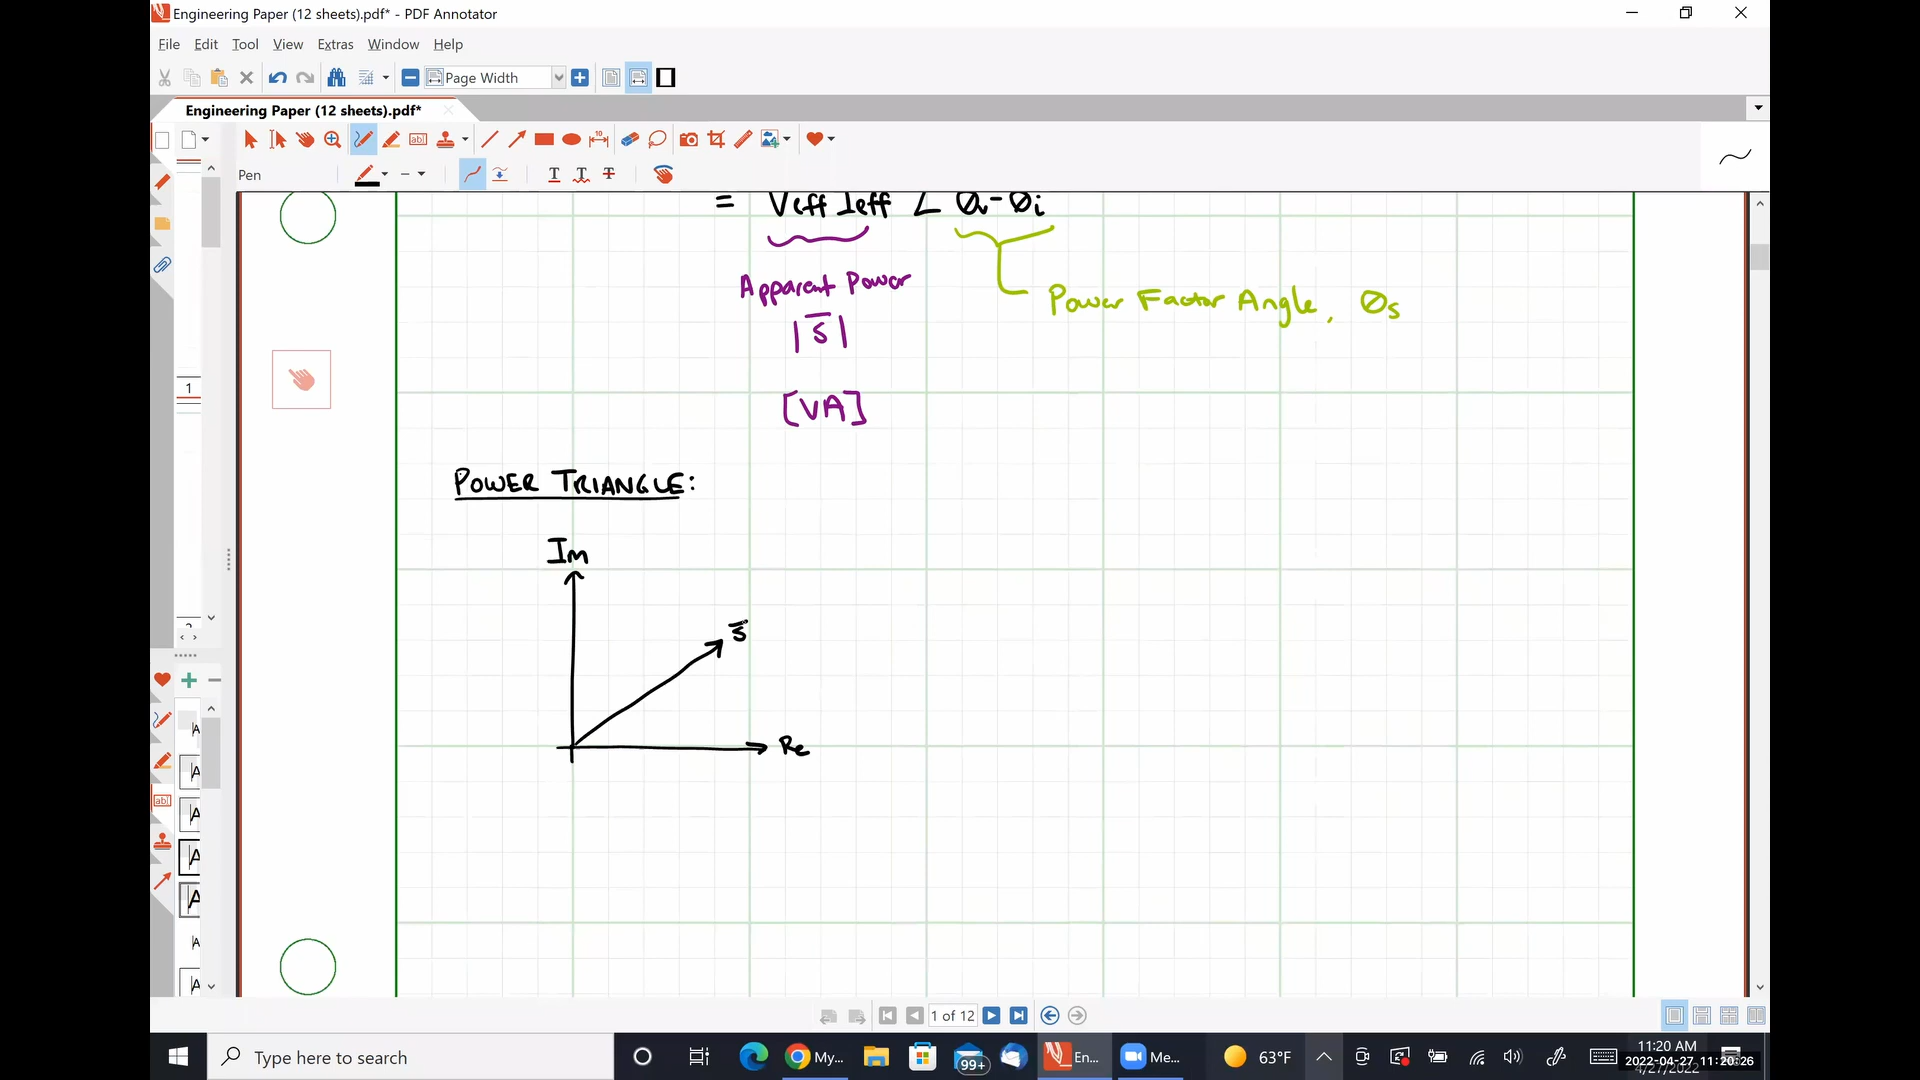 Engineering Paper (12 sheets).pdf* - PDF Annotator
File Edit Tool View Extras Window Help
Page Width
Engineering Paper (12 sheets).pdf*
Pen
= Veff Ieff ∠ θv-θi
Apparent Power
|S̅|
[VA]
Power Factor Angle, θs
1
POWER TRIANGLE:
Im
S̅
Re
1 of 12
Type here to search
My...
99+
En...
Me...
63°F
11:20 AM
2022-04-27 11:20:26